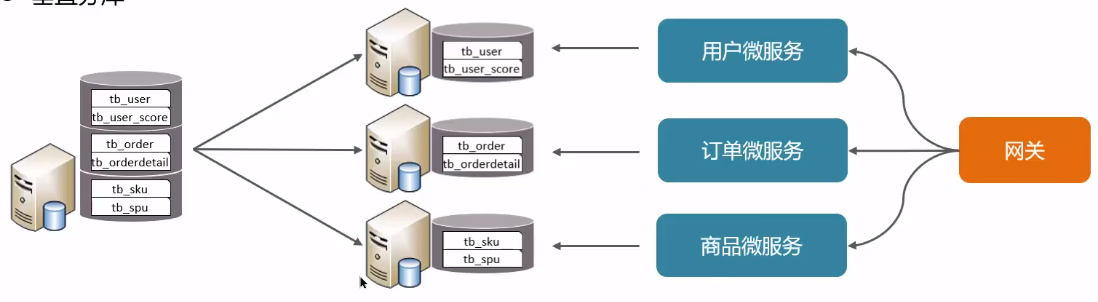 垂直分库
tb_user
tb_user_score
tb_order
tb_orderdetail
tb_sku
tb_spu
tb_user
tb_user_score
tb_order
tb_orderdetail
tb_sku
tb_spu
用户微服务
订单微服务
商品微服务
网关